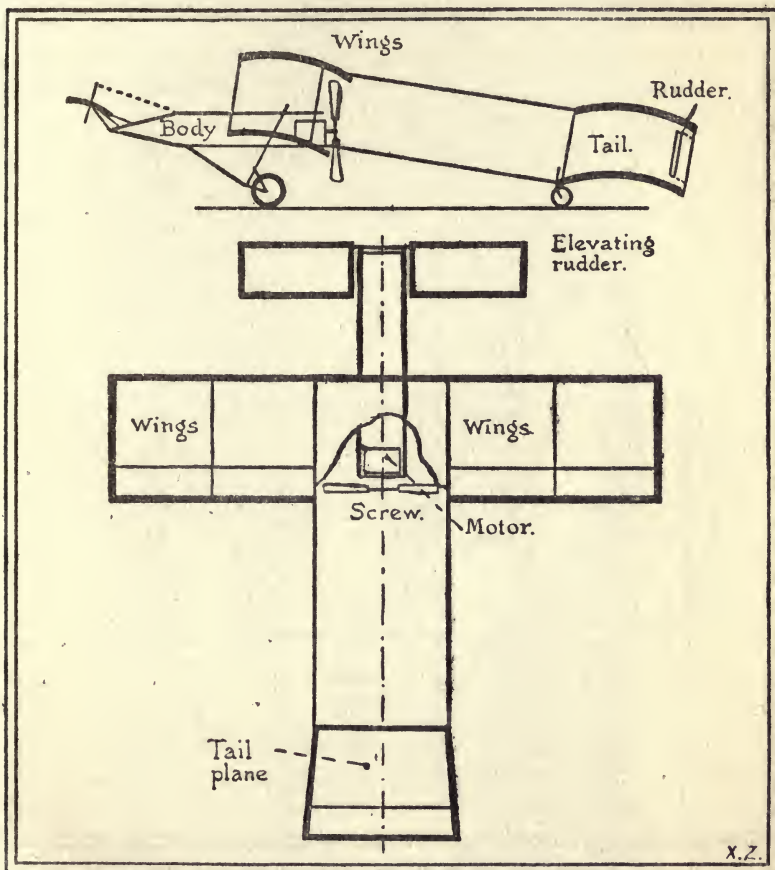 Wings
Rudder.
Body
Tail.
Elevating
rudder.
Wings
Wings.
Screw.
Motor.
Tail
plane
X.Z.